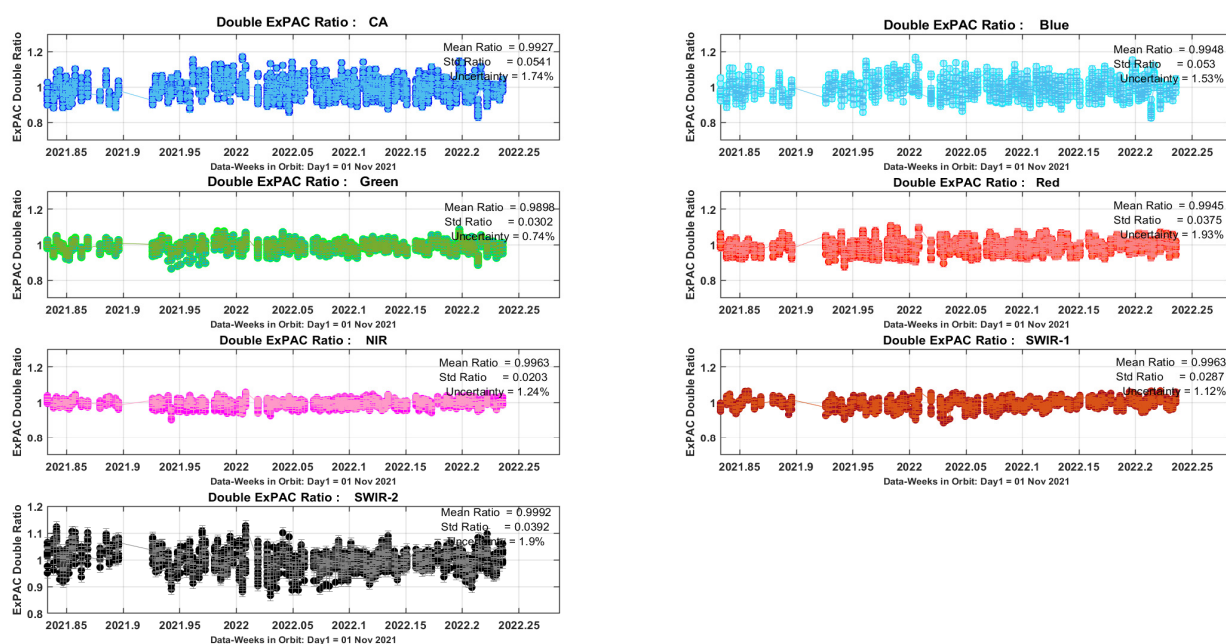 Double ExPAC Ratio : CA
Mean Ratio = 0.9927
Std Ratio = 0.0541
Uncertainty = 1.74%
ExPAC Double Ratio
1.2
1
0.8
2021.85 2021.9 2021.95 2022 2022.05 2022.1 2022.15 2022.2 2022.25
Data-Weeks in Orbit: Day1 = 01 Nov 2021
Double ExPAC Ratio : Blue
Mean Ratio = 0.9948
Std Ratio = 0.053
Uncertainty = 1.53%
ExPAC Double Ratio
1.2
1
0.8
2021.85 2021.9 2021.95 2022 2022.05 2022.1 2022.15 2022.2 2022.25
Data-Weeks in Orbit: Day1 = 01 Nov 2021
Double ExPAC Ratio : Green
Mean Ratio = 0.9898
Std Ratio = 0.0302
Uncertainty = 0.74%
ExPAC Double Ratio
1.2
1
0.8
2021.85 2021.9 2021.95 2022 2022.05 2022.1 2022.15 2022.2 2022.25
Data-Weeks in Orbit: Day1 = 01 Nov 2021
Double ExPAC Ratio : Red
Mean Ratio = 0.9945
Std Ratio = 0.0375
Uncertainty = 1.93%
ExPAC Double Ratio
1.2
1
0.8
2021.85 2021.9 2021.95 2022 2022.05 2022.1 2022.15 2022.2 2022.25
Data-Weeks in Orbit: Day1 = 01 Nov 2021
Double ExPAC Ratio : NIR
Mean Ratio = 0.9963
Std Ratio = 0.0203
Uncertainty = 1.24%
ExPAC Double Ratio
1.2
1
0.8
2021.85 2021.9 2021.95 2022 2022.05 2022.1 2022.15 2022.2 2022.25
Data-Weeks in Orbit: Day1 = 01 Nov 2021
Double ExPAC Ratio : SWIR-1
Mean Ratio = 0.9963
Std Ratio = 0.0287
Uncertainty = 1.12%
ExPAC Double Ratio
1.2
1
0.8
2021.85 2021.9 2021.95 2022 2022.05 2022.1 2022.15 2022.2 2022.25
Data-Weeks in Orbit: Day1 = 01 Nov 2021
Double ExPAC Ratio : SWIR-2
Mean Ratio = 0.9992
Std Ratio = 0.0392
Uncertainty = 1.9%
ExPAC Double Ratio
1.2
1.1
1.0
0.9
0.8
2021.85 2021.9 2021.95 2022 2022.05 2022.1 2022.15 2022.2 2022.25
Data-Weeks in Orbit: Day1 = 01 Nov 2021